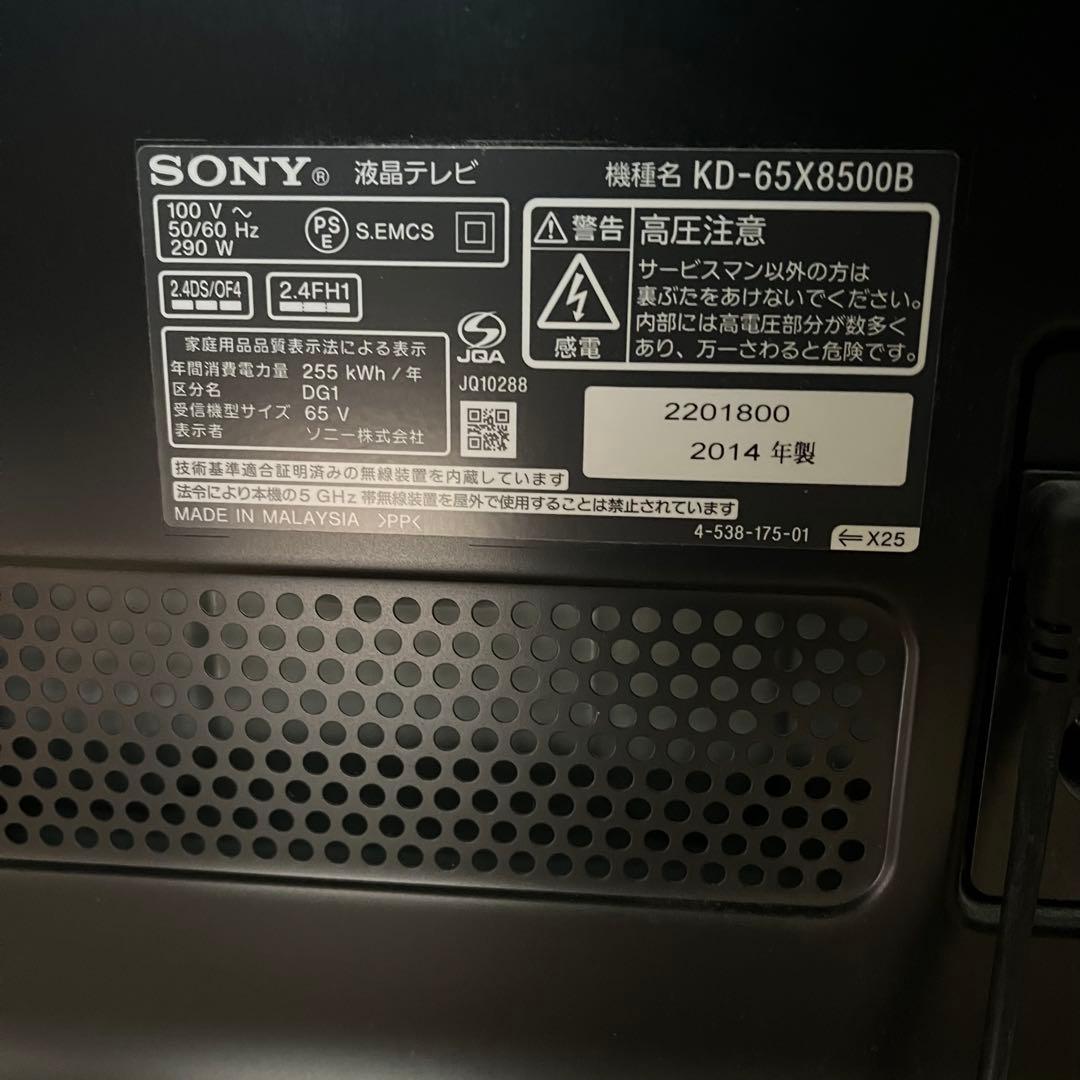 SONY® 液晶テレビ 機種名 KD-65X8500B
100 V ～
50/60 Hz
290 W
PS
E
S.EMCS
2.4DS/OF4
2.4FH1
⚠警告 高圧注意
感電
サービスマン以外の方は
裏ぶたをあけないでください。
内部には高電圧部分が数多く
あり、万一さわると危険です。
家庭用品品質表示法による表示
年間消費電力量 255 kWh / 年
区分名 DG1
受信機型サイズ 65 V
表示者 ソニー株式会社
JQA
JQ10288
2201800
2014 年製
技術基準適合証明済みの無線装置を内蔵しています
法令により本機の5 GHz 帯無線装置を屋外で使用することは禁止されています
MADE IN MALAYSIA >PP<
4-538-175-01
⇐X25